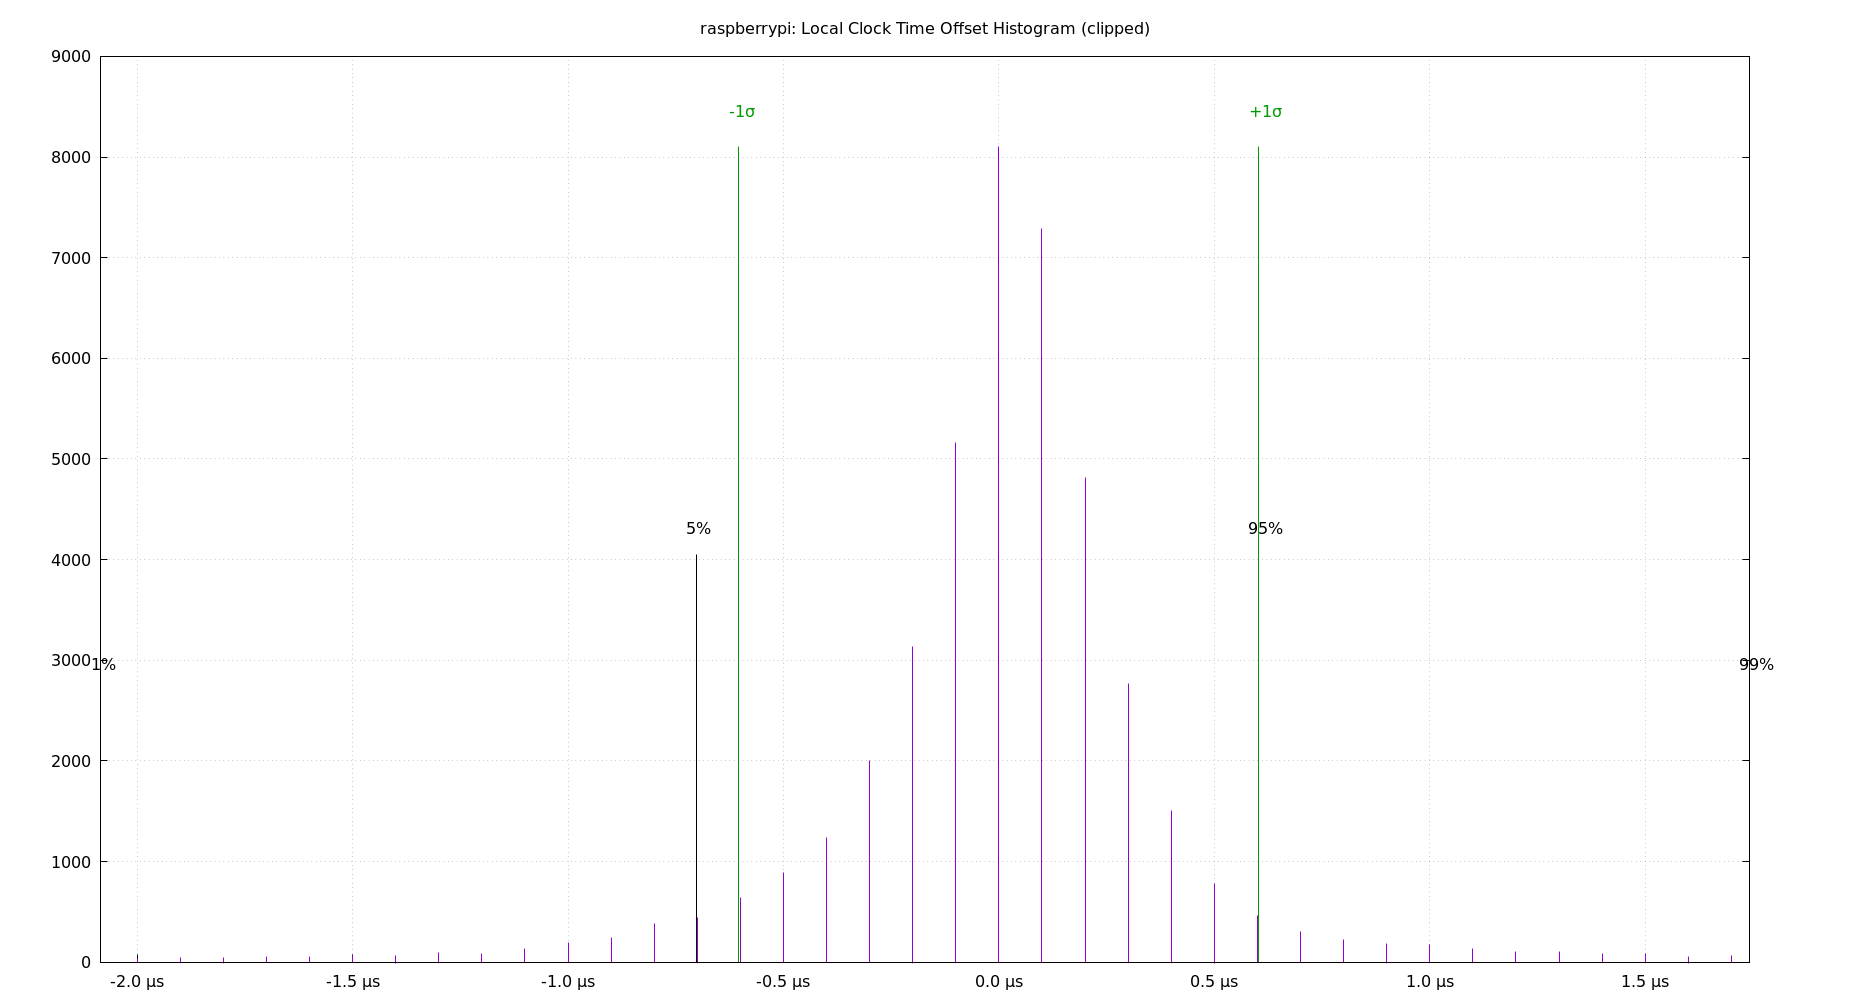 raspberrypi: Local Clock Time Offset Histogram (clipped)
9000
-1σ
+1σ
8000
7000
6000
5000
5%
95%
4000
3000
1%
99%
2000
1000
0
-2.0 µs
-1.5 µs
-1.0 µs
-0.5 µs
0.0 µs
0.5 µs
1.0 µs
1.5 µs